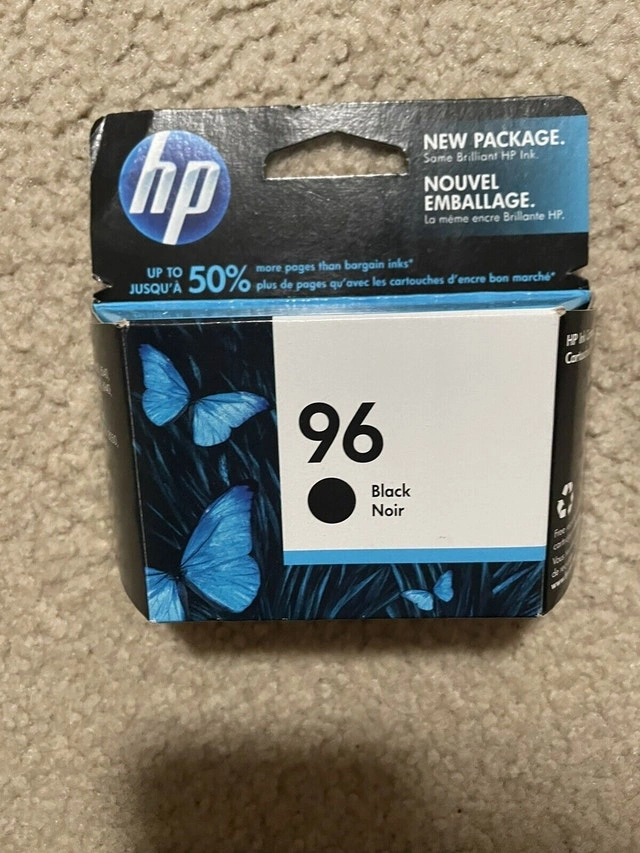 hp
NEW PACKAGE.
Same Brilliant HP Ink.
NOUVEL
EMBALLAGE.
La même encre Brillante HP.
UP TO
JUSQU'À
50%
more pages than bargain inks*
plus de pages qu'avec les cartouches d'encre bon marché*
96
Black
Noir
HP